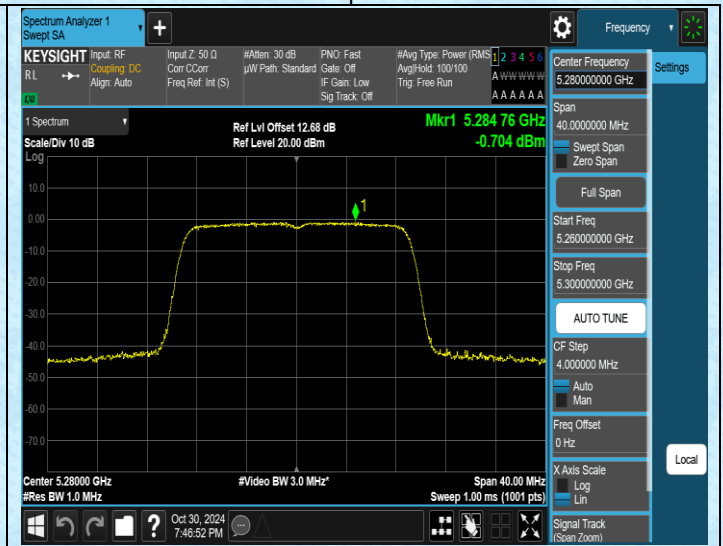 Spectrum Analyzer 1
Swept SA
+
Frequency
KEYSIGHT
RL
Input: RF
Coupling: DC
Align: Auto
Input Z: 50 Ω
Corr CCorr
Freq Ref: Int (S)
#Atten: 30 dB
µW Path: Standard
PNO: Fast
Gate: Off
IF Gain: Low
Sig Track: Off
#Avg Type: Power (RMS
Avg|Hold: 100/100
Trig: Free Run
1 2 3 4 5 6
A W W W W W
A A A A A A
1 Spectrum
Scale/Div 10 dB
Log
Ref Lvl Offset 12.68 dB
Ref Level 20.00 dBm
Mkr1 5.284 76 GHz
-0.704 dBm
10.0
0.00
-10.0
-20.0
-30.0
-40.0
-50.0
-60.0
-70.0
1
Center 5.28000 GHz
#Res BW 1.0 MHz
#Video BW 3.0 MHz*
Span 40.00 MHz
Sweep 1.00 ms (1001 pts)
?
Oct 30, 2024
7:46:52 PM
Center Frequency
5.280000000 GHz
Span
40.0000000 MHz
Swept Span
Zero Span
Full Span
Start Freq
5.260000000 GHz
Stop Freq
5.300000000 GHz
AUTO TUNE
CF Step
4.000000 MHz
Auto
Man
Freq Offset
0 Hz
X Axis Scale
Log
Lin
Signal Track
(Span Zoom)
Settings
Local